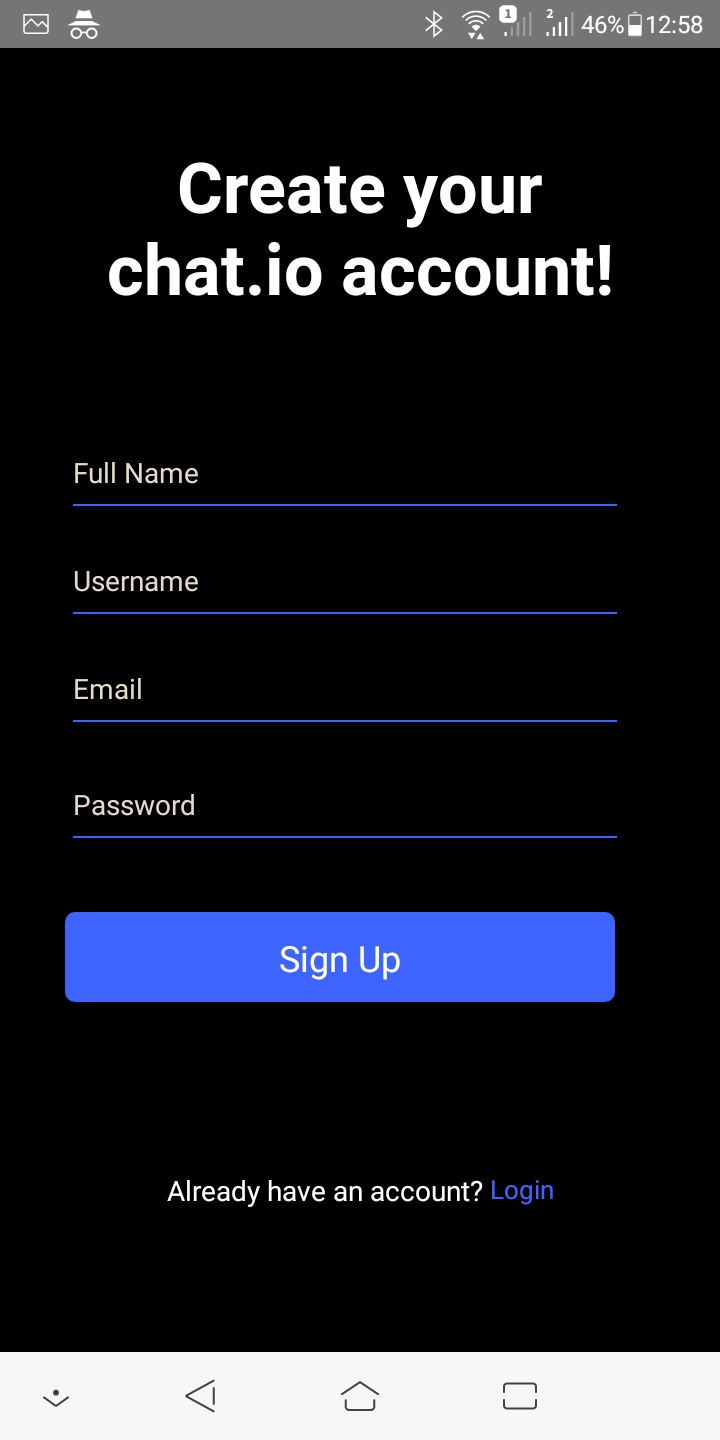 1 2 46% 12:58
Create your
chat.io account!
Full Name
Username
Email
Password
Sign Up
Already have an account? Login